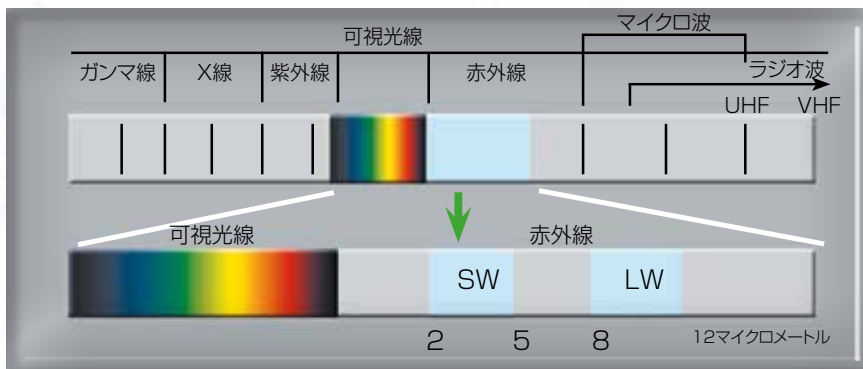 可視光線
マイクロ波
ガンマ線 X線 紫外線 赤外線 ラジオ波
UHF VHF
可視光線 赤外線
SW LW
2 5 8 12マイクロメートル